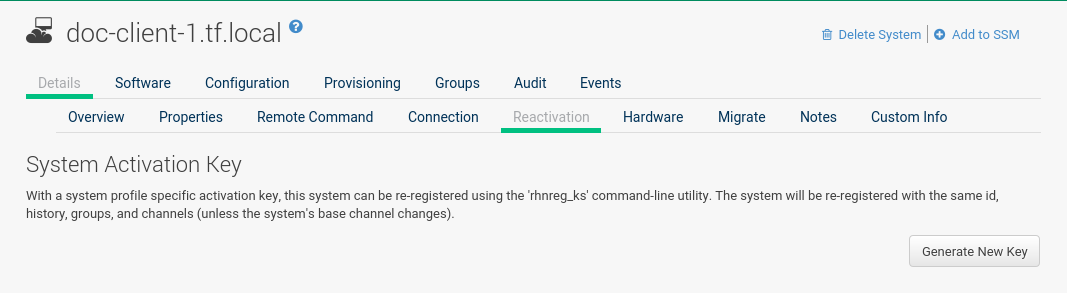 doc-client-1.tf.local ?
Delete System | Add to SSM
Details Software Configuration Provisioning Groups Audit Events
Overview Properties Remote Command Connection Reactivation Hardware Migrate Notes Custom Info
System Activation Key
With a system profile specific activation key, this system can be re-registered using the 'rhnreg_ks' command-line utility. The system will be re-registered with the same id,
history, groups, and channels (unless the system's base channel changes).
Generate New Key